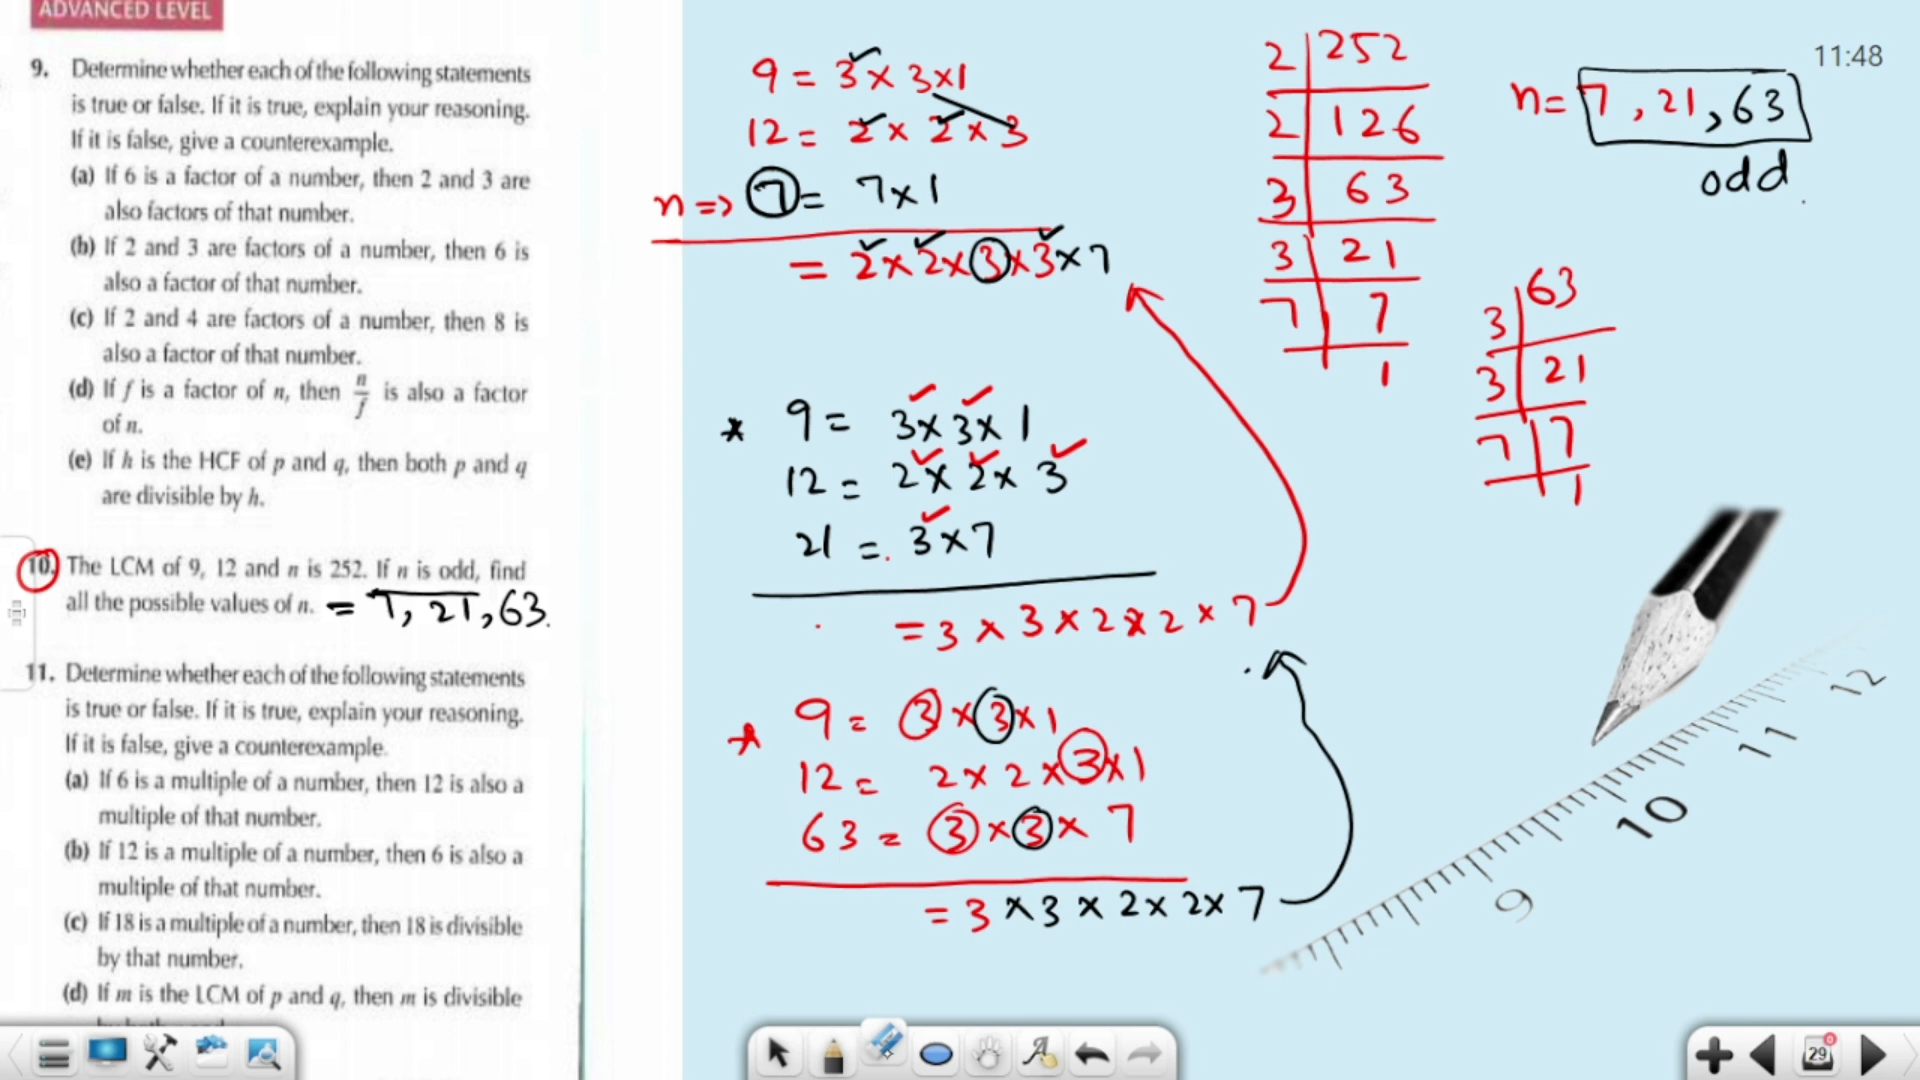 ADVANCED LEVEL
9. Determine whether each of the following statements
is true or false. If it is true, explain your reasoning.
If it is false, give a counterexample.
(a) If 6 is a factor of a number, then 2 and 3 are
also factors of that number.
(b) If 2 and 3 are factors of a number, then 6 is
also a factor of that number.
(c) If 2 and 4 are factors of a number, then 8 is
also a factor of that number.
(d) If f is a factor of n, then n/f is also a factor
of n.
(e) If h is the HCF of p and q, then both p and q
are divisible by h.
10. The LCM of 9, 12 and n is 252. If n is odd, find
all the possible values of n. = 7, 21, 63.
11. Determine whether each of the following statements
is true or false. If it is true, explain your reasoning.
If it is false, give a counterexample.
(a) If 6 is a multiple of a number, then 12 is also a
multiple of that number.
(b) If 12 is a multiple of a number, then 6 is also a
multiple of that number.
(c) If 18 is a multiple of a number, then 18 is divisible
by that number.
(d) If m is the LCM of p and q, then m is divisible
9 = 3 x 3 x 1
12 = 2 x 2 x 3
n => 7 = 7 x 1
= 2 x 2 x 3 x 3 x 7
* 9 = 3 x 3 x 1
12 = 2 x 2 x 3
21 = 3 x 7
= 3 x 3 x 2 x 2 x 7
* 9 = 3 x 3 x 1
12 = 2 x 2 x 3 x 1
63 = 3 x 3 x 7
= 3 x 3 x 2 x 2 x 7
2 | 252
2 | 126
3 | 63
3 | 21
7 | 7
1
3 | 63
3 | 21
7 | 7
1
11:48
n = 7, 21, 63
odd
9
10
11
12
29
0